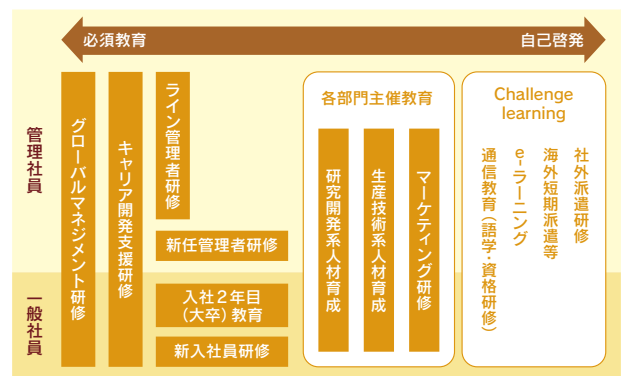 必須教育
自己啓発
管理社員
一般社員
グローバルマネジメント研修
キャリア開発支援研修
ライン管理者研修
新任管理者研修
入社2年目
(大卒)教育
新入社員研修
各部門主催教育
研究開発系人材育成
生産技術系人材育成
マーケティング研修
Challenge
learning
通信教育(語学・資格研修)
e-ラーニング
海外短期派遣等
社外派遣研修